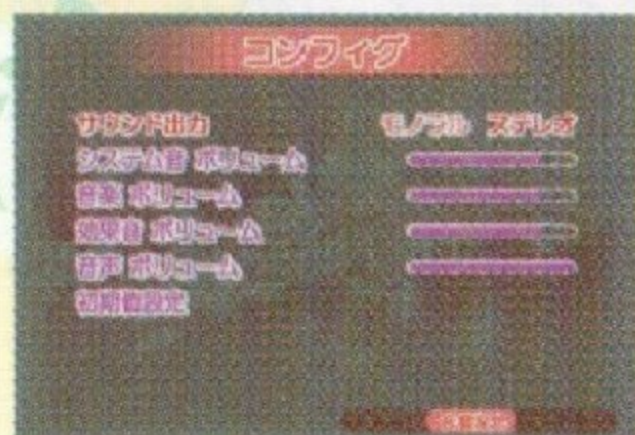 コンフィグ
サウンド出力 モノラル ステレオ
システム音 ボリューム
音楽 ボリューム
効果音 ボリューム
音声 ボリューム
初期値設定